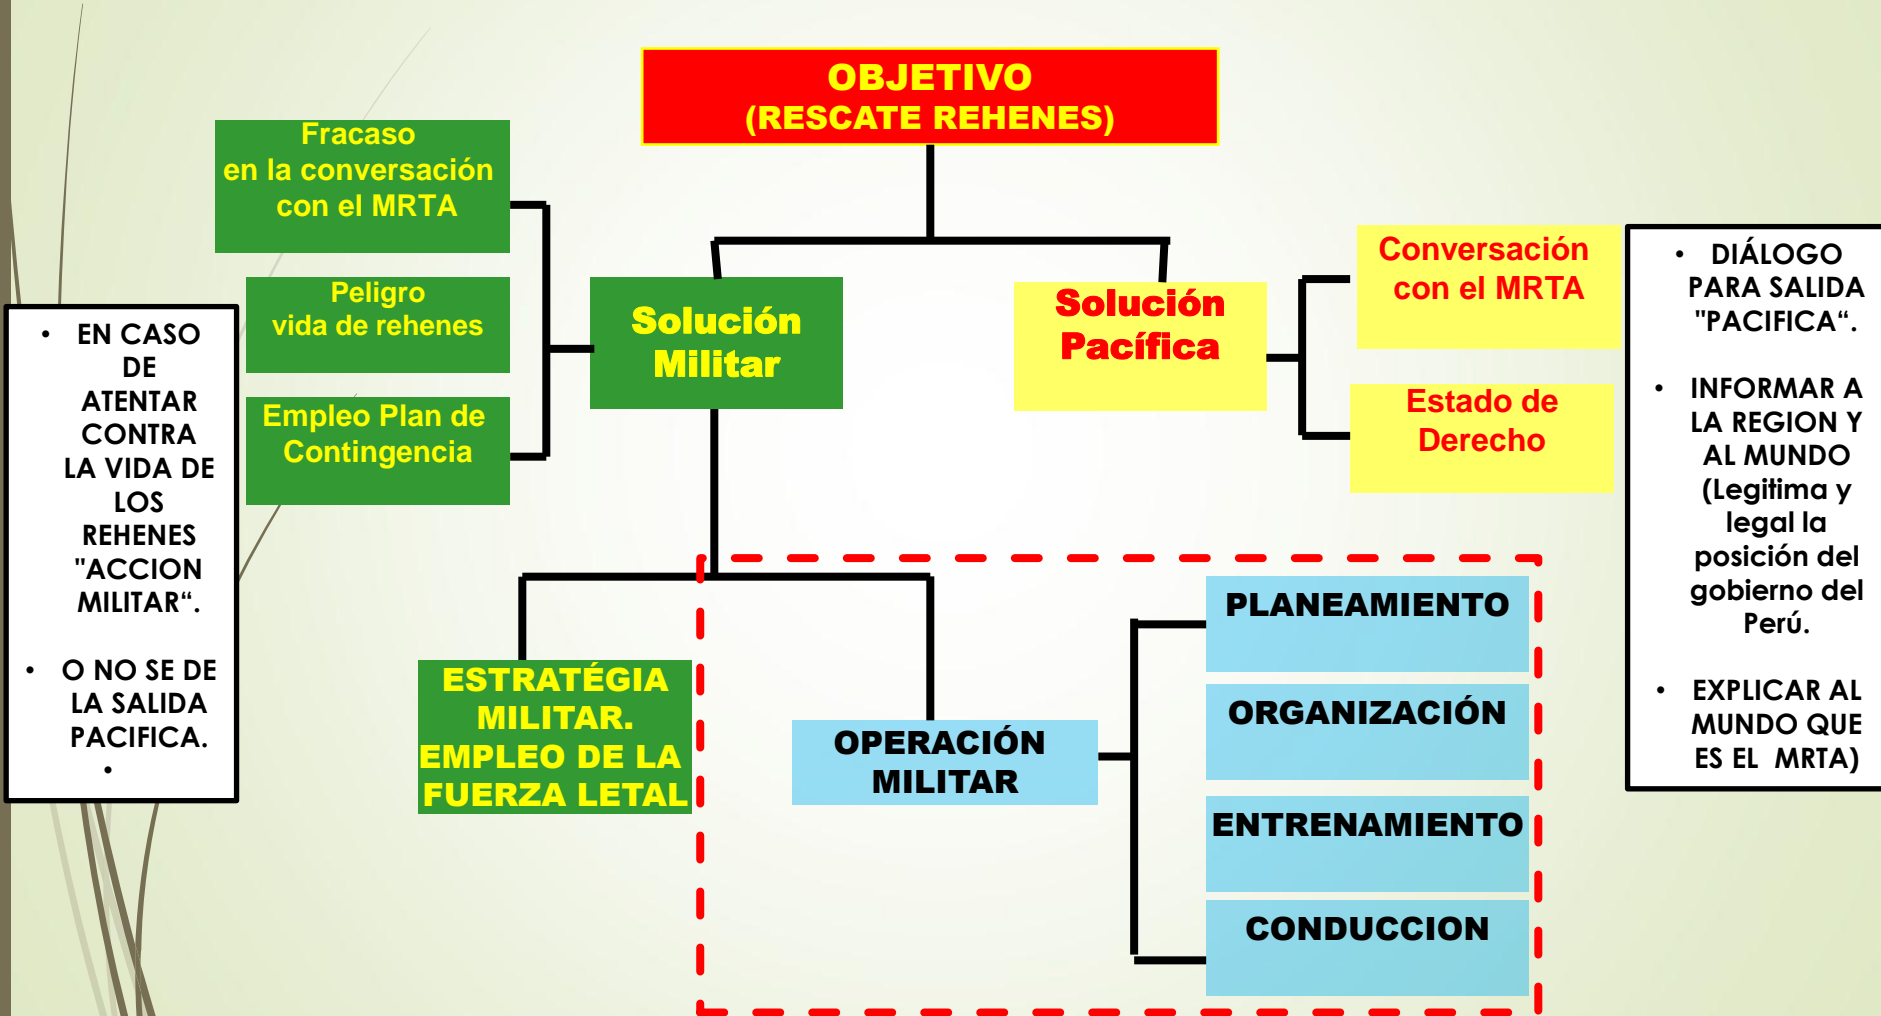 OBJETIVO
(RESCATE REHENES)
Fracaso
en la conversación
con el MRTA
Peligro
vida de rehenes
Empleo Plan de
Contingencia
Solución
Militar
Solución
Pacífica
Conversación
con el MRTA
Estado de
Derecho
• EN CASO
DE
ATENTAR
CONTRA
LA VIDA DE
LOS
REHENES
"ACCION
MILITAR“.
• O NO SE DE
LA SALIDA
PACIFICA.
•
• DIÁLOGO
PARA SALIDA
"PACIFICA“.
• INFORMAR A
LA REGION Y
AL MUNDO
(Legitima y
legal la
posición del
gobierno del
Perú.
• EXPLICAR AL
MUNDO QUE
ES EL MRTA)
ESTRATÉGIA
MILITAR.
EMPLEO DE LA
FUERZA LETAL
OPERACIÓN
MILITAR
PLANEAMIENTO
ORGANIZACIÓN
ENTRENAMIENTO
CONDUCCION